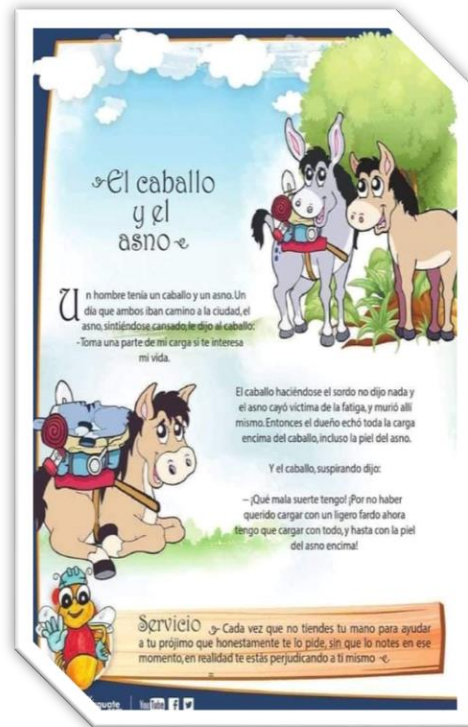 El caballo
y el
asno
Un hombre tenía un caballo y un asno. Un
día que ambos iban camino a la ciudad, el
asno, sintiéndose cansado, le dijo al caballo:
-Toma una parte de mi carga si te interesa
mi vida.
El caballo haciéndose el sordo no dijo nada y
el asno cayó víctima de la fatiga, y murió allí
mismo. Entonces el dueño echó toda la carga
encima del caballo, incluso la piel del asno.
Y el caballo, suspirando dijo:
— ¡Qué mala suerte tengo! ¡Por no haber
querido cargar con un ligero fardo ahora
tengo que cargar con todo, y hasta con la piel
del asno encima!
Servicio Cada vez que no tiendes tu mano para ayudar
a tu prójimo que honestamente te lo pide, sin que lo notes en ese
momento, en realidad te estás perjudicando a ti mismo
YouTube